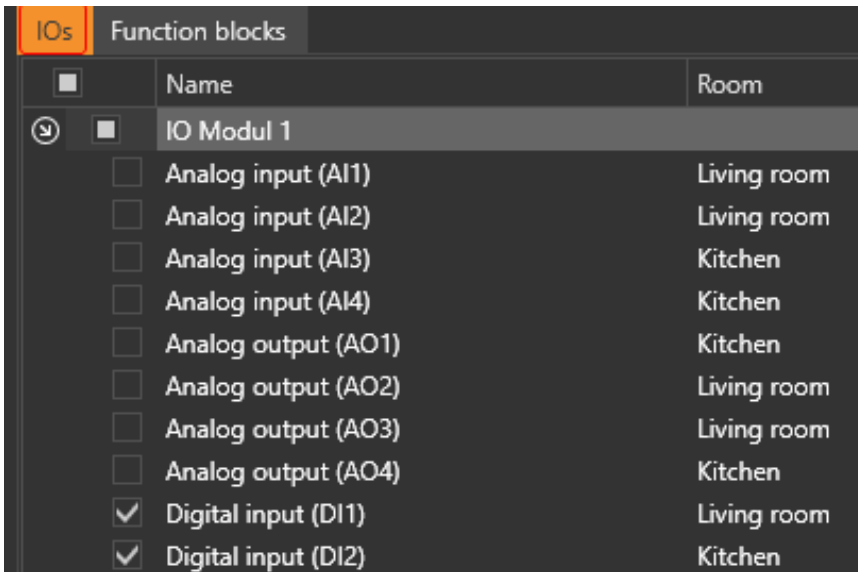 IOs Function blocks
Name Room
IO Modul 1
Analog input (AI1) Living room
Analog input (AI2) Living room
Analog input (AI3) Kitchen
Analog input (AI4) Kitchen
Analog output (AO1) Kitchen
Analog output (AO2) Living room
Analog output (AO3) Living room
Analog output (AO4) Kitchen
Digital input (DI1) Living room
Digital input (DI2) Kitchen